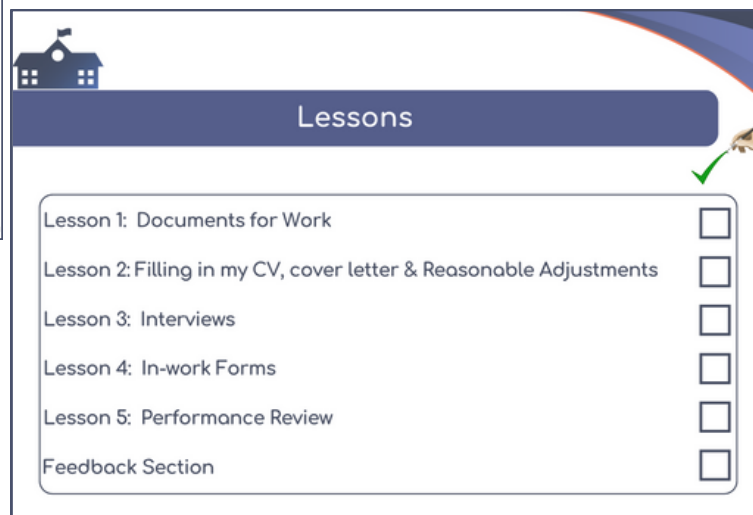 Lessons
Lesson 1: Documents for Work
Lesson 2: Filling in my CV, cover letter & Reasonable Adjustments
Lesson 3: Interviews
Lesson 4: In-work Forms
Lesson 5: Performance Review
Feedback Section